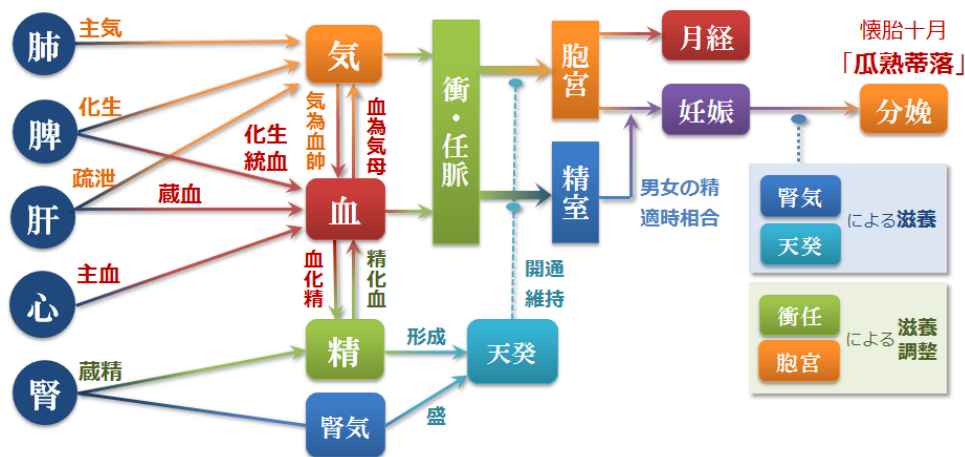 肺
主気
脾
化生
肝
疏泄
蔵血
心
主血
腎
蔵精
気
気為血帥
血為気母
化生
統血
血
血化精
精化血
精
腎気
形成
盛
天癸
開通
維持
衝・任脈
胞宮
精室
月経
妊娠
男女の精
適時相合
懐胎十月
「瓜熟蒂落」
分娩
腎気
天癸
による滋養
衝任
胞宮
による滋養
調整